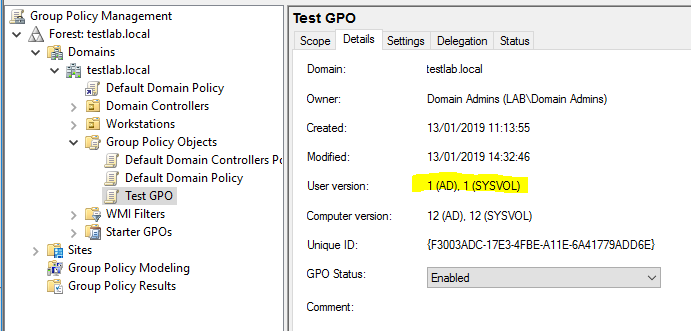 Group Policy Management
Forest: testlab.local
Domains
testlab.local
Default Domain Policy
Domain Controllers
Workstations
Group Policy Objects
Default Domain Controllers Po
Default Domain Policy
Test GPO
WMI Filters
Starter GPOs
Sites
Group Policy Modeling
Group Policy Results
Test GPO
Scope Details Settings Delegation Status
Domain: testlab.local
Owner: Domain Admins (LAB\Domain Admins)
Created: 13/01/2019 11:13:55
Modified: 13/01/2019 14:32:46
User version: 1 (AD), 1 (SYSVOL)
Computer version: 12 (AD), 12 (SYSVOL)
Unique ID: {F3003ADC-17E3-4FBE-A11E-6A41779ADD6E}
GPO Status: Enabled
Comment: